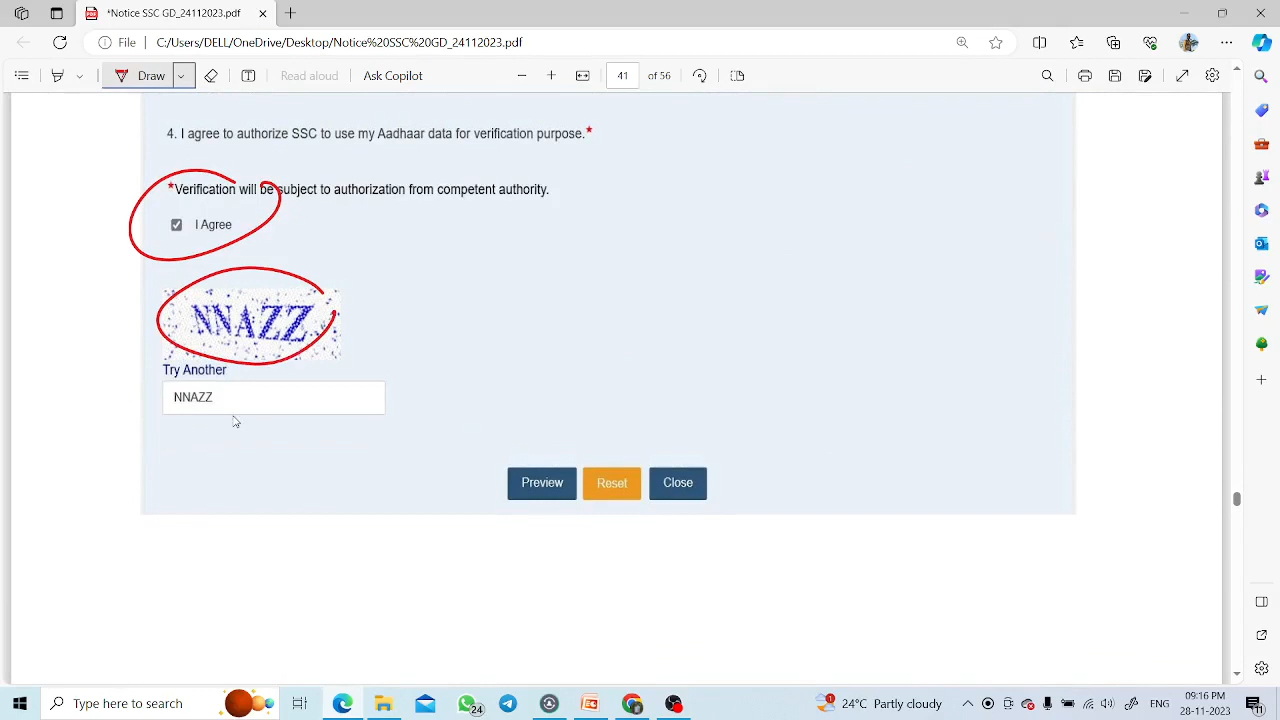 *Notice SSC GD_24112023.pdf
File
C:/Users/DELL/OneDrive/Desktop/Notice%20SSC%20GD_24112023.pdf
Draw
Read aloud
Ask Copilot
41
of 56
4. I agree to authorize SSC to use my Aadhaar data for verification purpose.*
*Verification will be subject to authorization from competent authority.
I Agree
NNAZZ
Try Another
NNAZZ
Preview
Reset
Close
Type here to search
24
1
24°C Partly cloudy
ENG
09:16 PM
28-11-2023